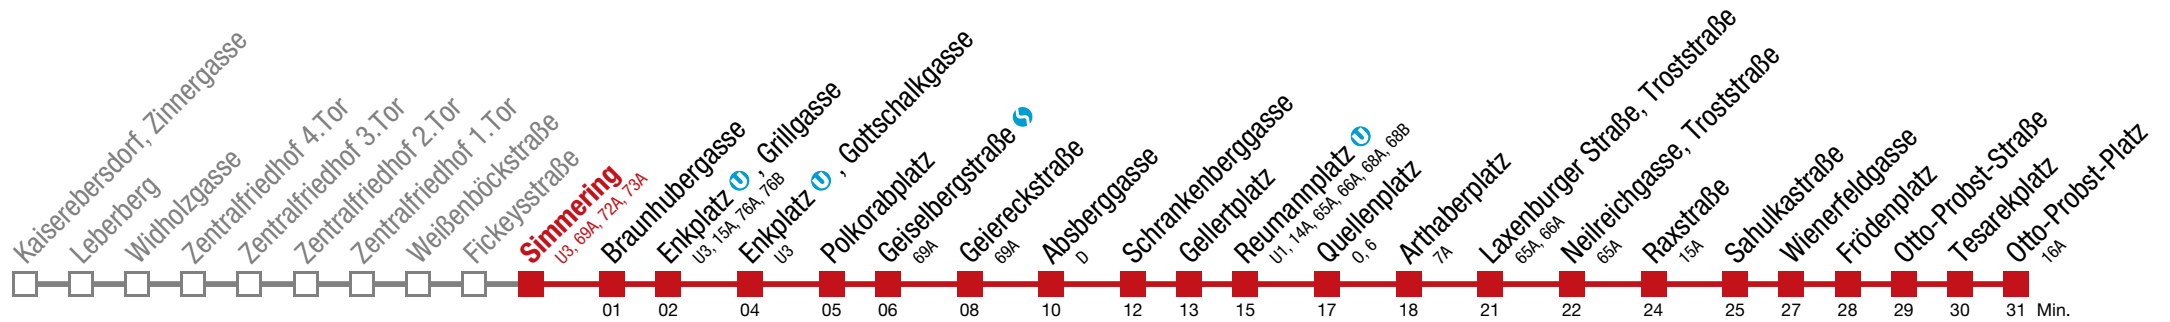 Kaiserebersdorf, Zinnergasse
Leberberg
Widholzgasse
Zentralfriedhof 4.Tor
Zentralfriedhof 3.Tor
Zentralfriedhof 2.Tor
Zentralfriedhof 1.Tor
Weißenböckstraße
Fickeysstraße
Simmering
U3, 69A, 72A, 73A
Braunhubergasse
Enkplatz U , Grillgasse
U3, 15A, 76A, 76B
Enkplatz U , Gottschalkgasse
U3
Polkorabplatz
Geiselbergstraße S
69A
Geiereckstraße
69A
Absberggasse
D
Schrankenberggasse
Gellertplatz
Reumannplatz U
U1, 14A, 65A, 66A, 68A, 68B
Quellenplatz
O, 6
Arthaberplatz
7A
Laxenburger Straße, Troststraße
65A, 66A
Neilreichgasse, Troststraße
65A
Raxstraße
15A
Sahulkastraße
Wienerfeldgasse
Frödenplatz
Otto-Probst-Straße
Tesarekplatz
Otto-Probst-Platz
16A
01 02 04 05 06 08 10 12 13 15 17 18 21 22 24 25 27 28 29 30 31 Min.